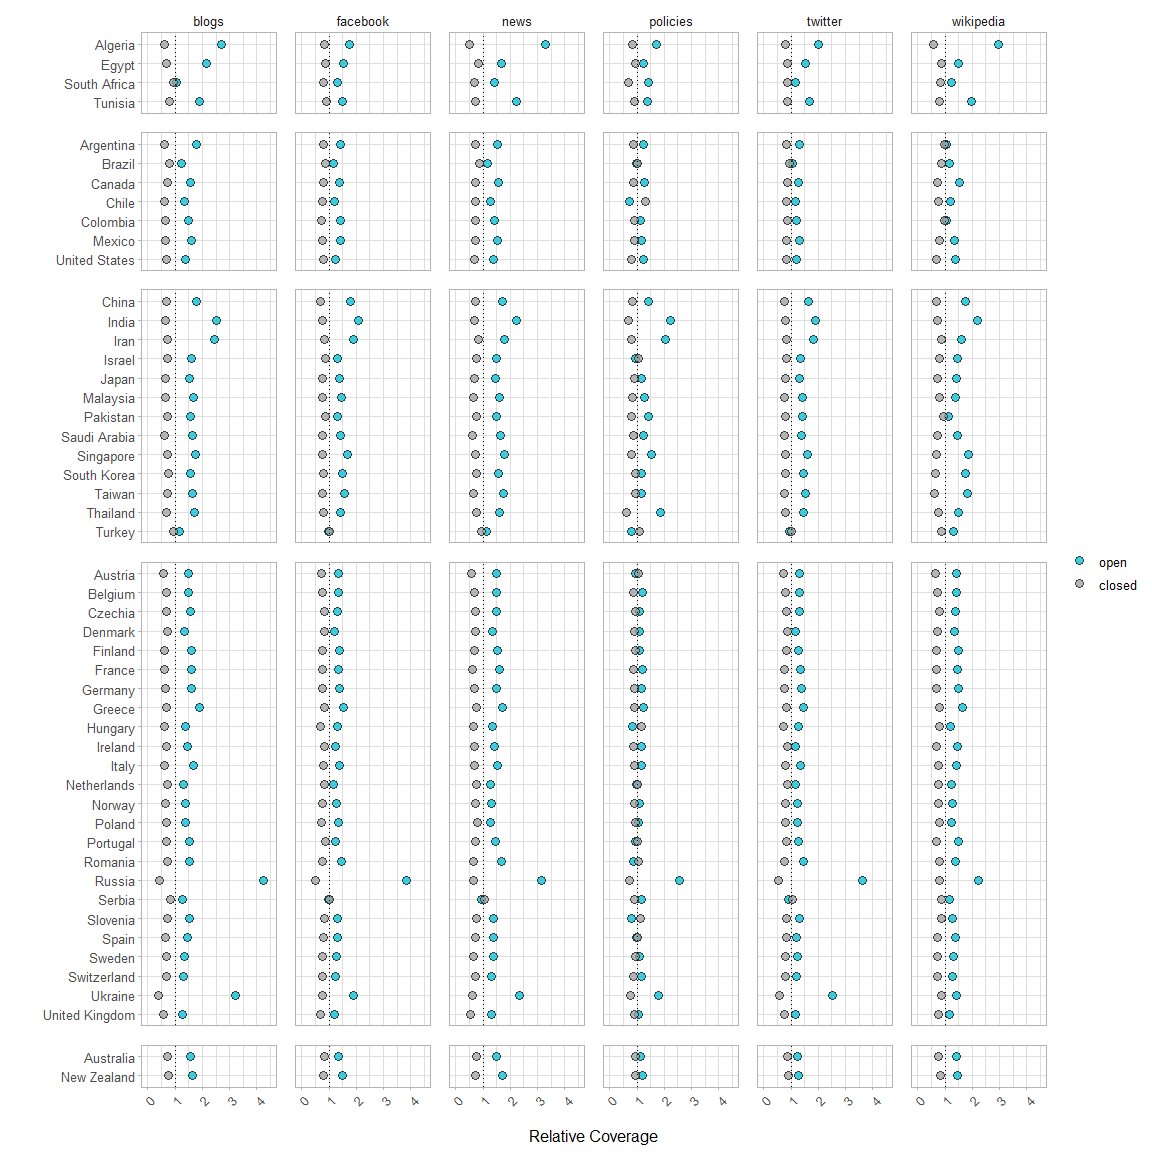 blogs facebook news policies twitter wikipedia
Algeria
Egypt
South Africa
Tunisia
Argentina
Brazil
Canada
Chile
Colombia
Mexico
United States
China
India
Iran
Israel
Japan
Malaysia
Pakistan
Saudi Arabia
Singapore
South Korea
Taiwan
Thailand
Turkey
open
closed
Austria
Belgium
Czechia
Denmark
Finland
France
Germany
Greece
Hungary
Ireland
Italy
Netherlands
Norway
Poland
Portugal
Romania
Russia
Serbia
Slovenia
Spain
Sweden
Switzerland
Ukraine
United Kingdom
Australia
New Zealand
0 1 2 3 4 0 1 2 3 4 0 1 2 3 4 0 1 2 3 4 0 1 2 3 4 0 1 2 3 4
Relative Coverage